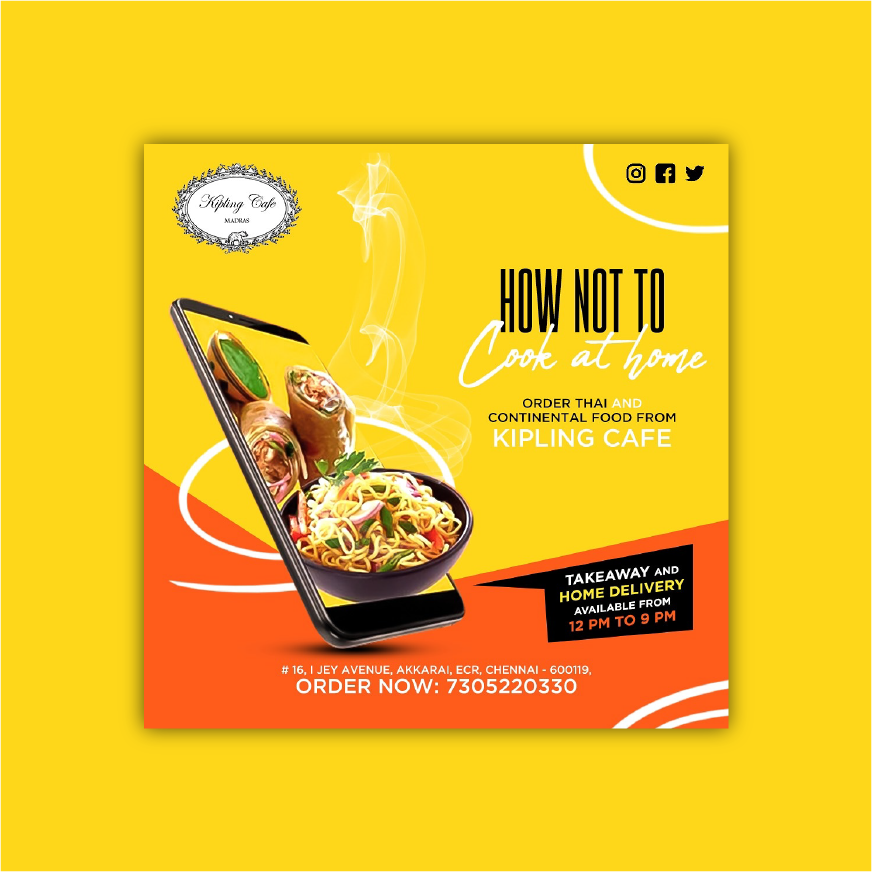 Kipling Cafe
MADRAS
HOW NOT TO
Cook at home
ORDER THAI AND
CONTINENTAL FOOD FROM
KIPLING CAFE
TAKEAWAY AND
HOME DELIVERY
AVAILABLE FROM
12 PM TO 9 PM
# 16, I JEY AVENUE, AKKARAI, ECR, CHENNAI - 600119,
ORDER NOW: 7305220330